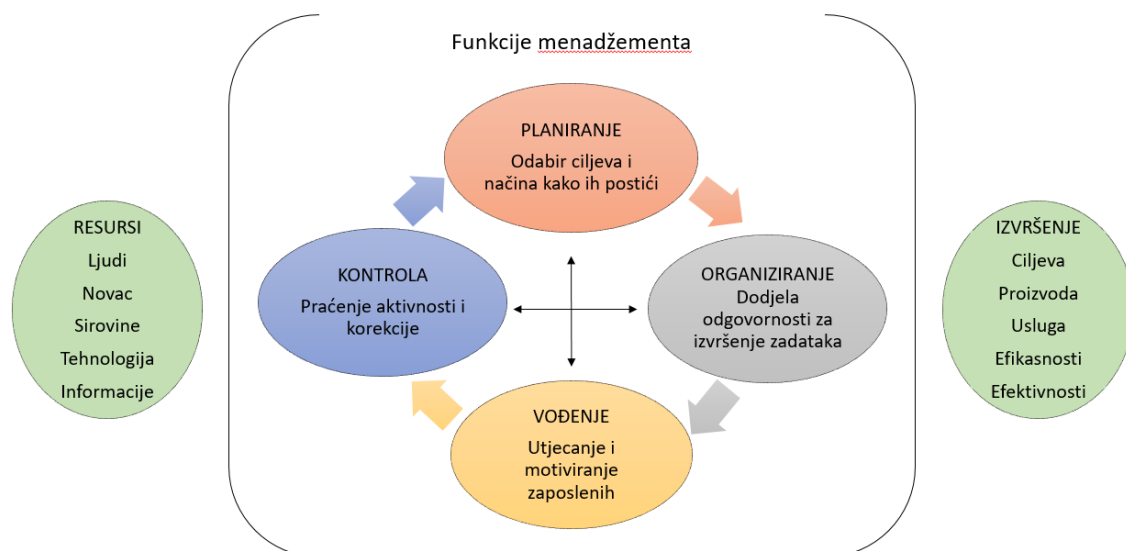 Funkcije menadžmenta
PLANIRANJE
Odabir ciljeva i
načina kako ih postići
RESURSI
Ljudi
Novac
Sirovine
Tehnologija
Informacije
KONTROLA
Praćenje aktivnosti i
korekcije
ORGANIZIRANJE
Dodjela
odgovornosti za
izvršenje zadataka
IZVRŠENJE
Ciljeva
Proizvoda
Usluga
Efikasnosti
Efektivnosti
VOĐENJE
Utjecanje i
motiviranje
zaposlenih